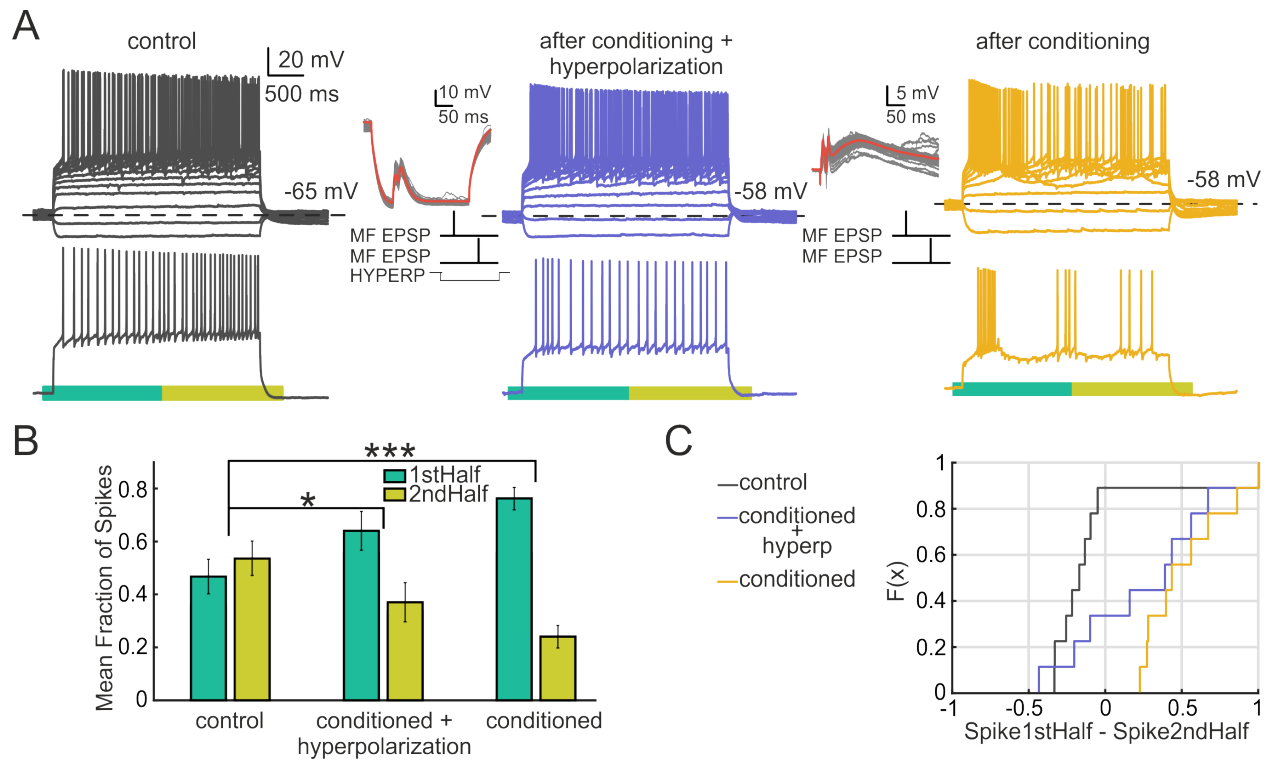 A
control
20 mV
500 ms
-65 mV
10 mV
50 ms
MF EPSP
MF EPSP
HYPERP
after conditioning +
hyperpolarization
-58 mV
5 mV
50 ms
MF EPSP
MF EPSP
after conditioning
-58 mV
B
Mean Fraction of Spikes
0.8
0.6
0.4
0.2
0
***
*
1stHalf
2ndHalf
control
conditioned +
hyperpolarization
conditioned
C
control
conditioned
+
hyperp
conditioned
F(x)
1
0.8
0.6
0.4
0.2
0
-1
-0.5
0
0.5
1
Spike1stHalf - Spike2ndHalf